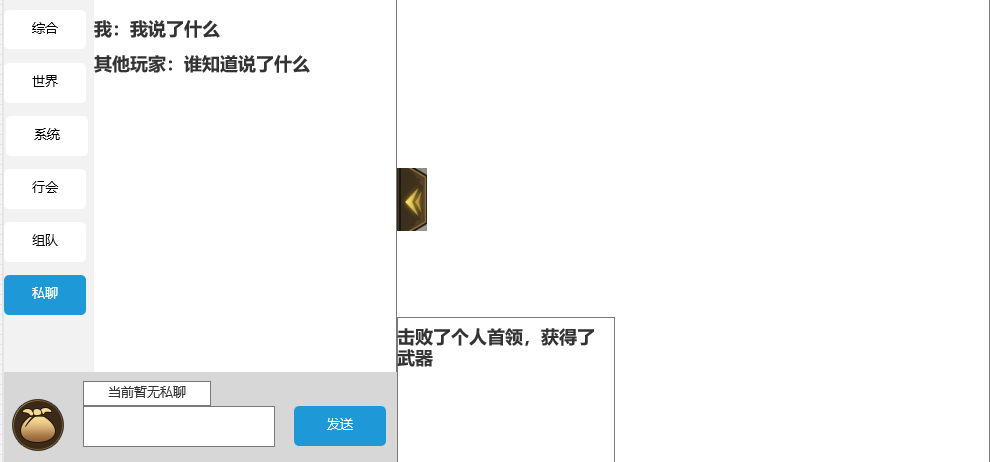 综合
我：我说了什么
其他玩家：谁知道说了什么
世界
系统
行会
组队
私聊
击败了个人首领，获得了
武器
当前暂无私聊
发送